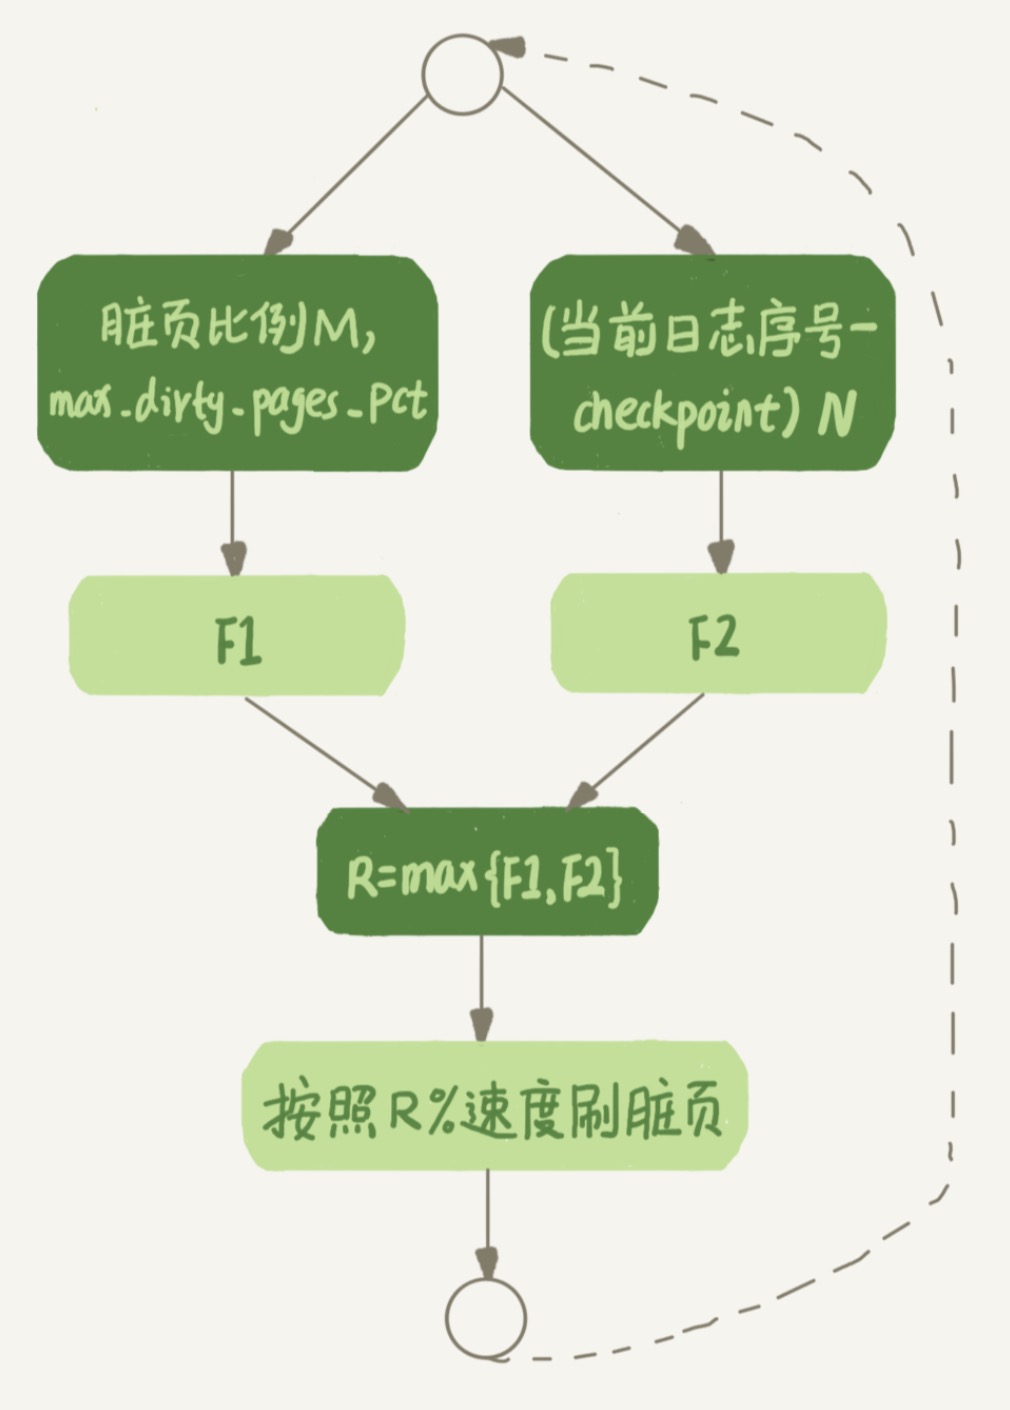 脏页比例M,
max_dirty_pages_Pct
(当前日志序号-
checkpoint) N
F1
F2
R=max{F1,F2}
按照R%速度刷脏页